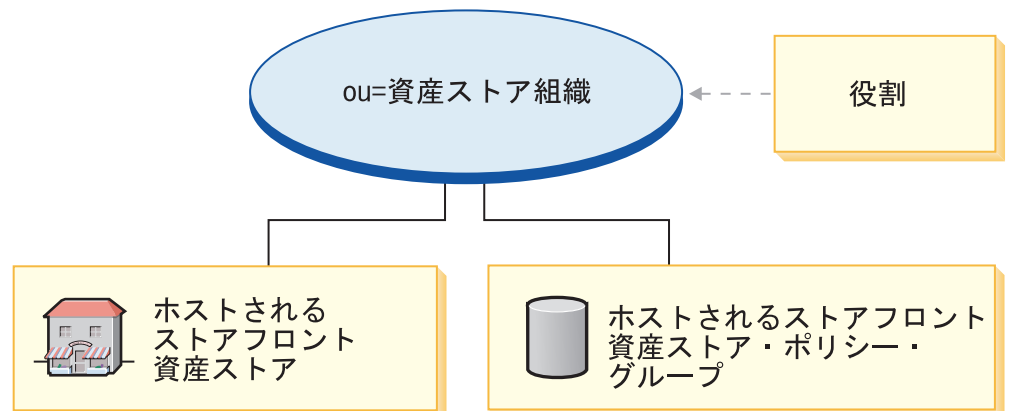 ou=資産ストア組織
役割
ホストされる
ストアフロント
資産ストア
ホストされるストアフロント
資産ストア・ポリシー・
グループ